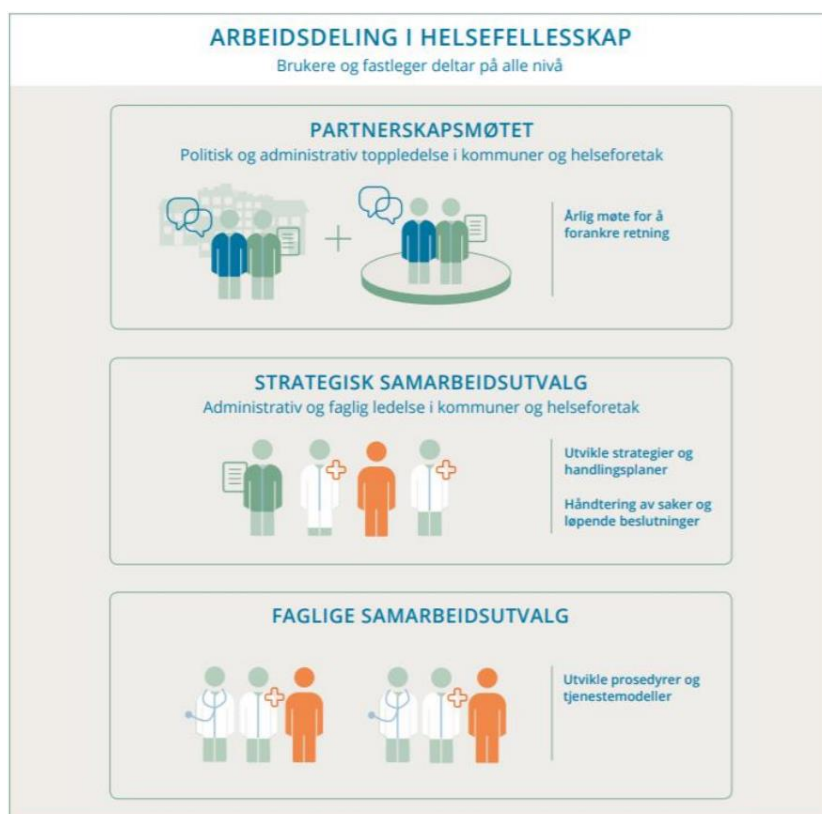 ARBEIDSDELING I HELSEFELLESSKAP
Brukere og fastleger deltar på alle nivå
PARTNERSKAPSMØTET
Politisk og administrativ toppledelse i kommuner og helseforetak
Årlig møte for å
forankre retning
STRATEGISK SAMARBEIDSUTVALG
Administrativ og faglig ledelse i kommuner og helseforetak
Utvikle strategier og
handlingsplaner
Håndtering av saker og
løpende beslutninger
FAGLIGE SAMARBEIDSUTVALG
Utvikle prosedyrer og
tjenestemodeller